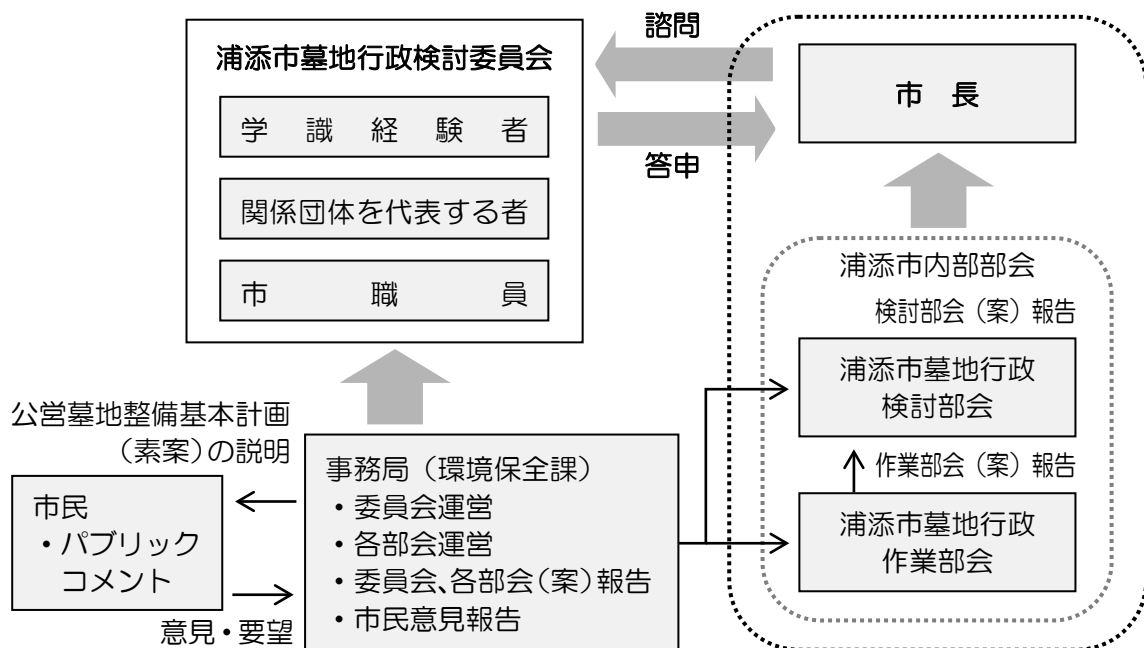 諮問
浦添市墓地行政検討委員会
学識経験者
関係団体を代表する者
市職員
市長
答申
浦添市内部部会
検討部会（案）報告
浦添市墓地行政
検討部会
作業部会（案）報告
浦添市墓地行政
作業部会
公営墓地整備基本計画
（素案）の説明
市民
・パブリック
コメント
意見・要望
事務局（環境保全課）
・委員会運営
・各部会運営
・委員会、各部会（案）報告
・市民意見報告